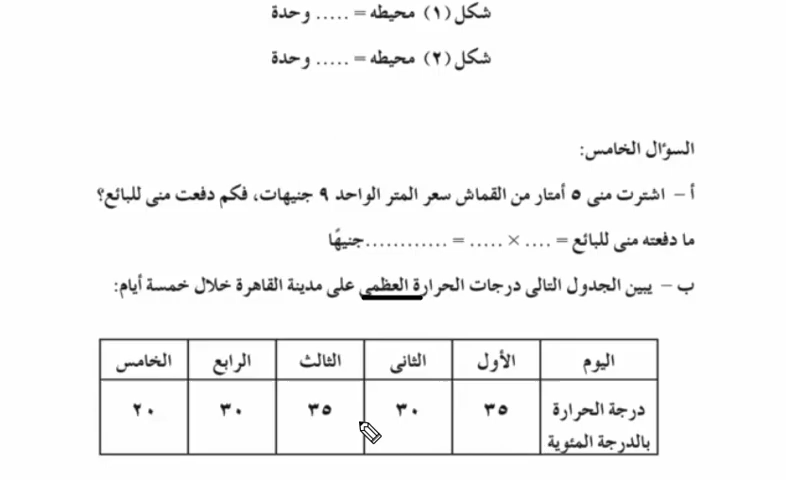 شكل (١) محيطه = ..... وحدة
شكل (٢) محيطه = ..... وحدة
السؤال الخامس:
أ – اشترت منى ٥ أمتار من القماش سعر المتر الواحد ٩ جنيهات، فكم دفعت منى للبائع؟
ما دفعته منى للبائع = .... × ..... = ............جنيهًا
ب – يبين الجدول التالى درجات الحرارة العظمى على مدينة القاهرة خلال خمسة أيام:
اليوم الأول الثانى الثالث الرابع الخامس
درجة الحرارة ٣٥ ٣٠ ٣٥ ٣٠ ٢٠
بالدرجة المئوية